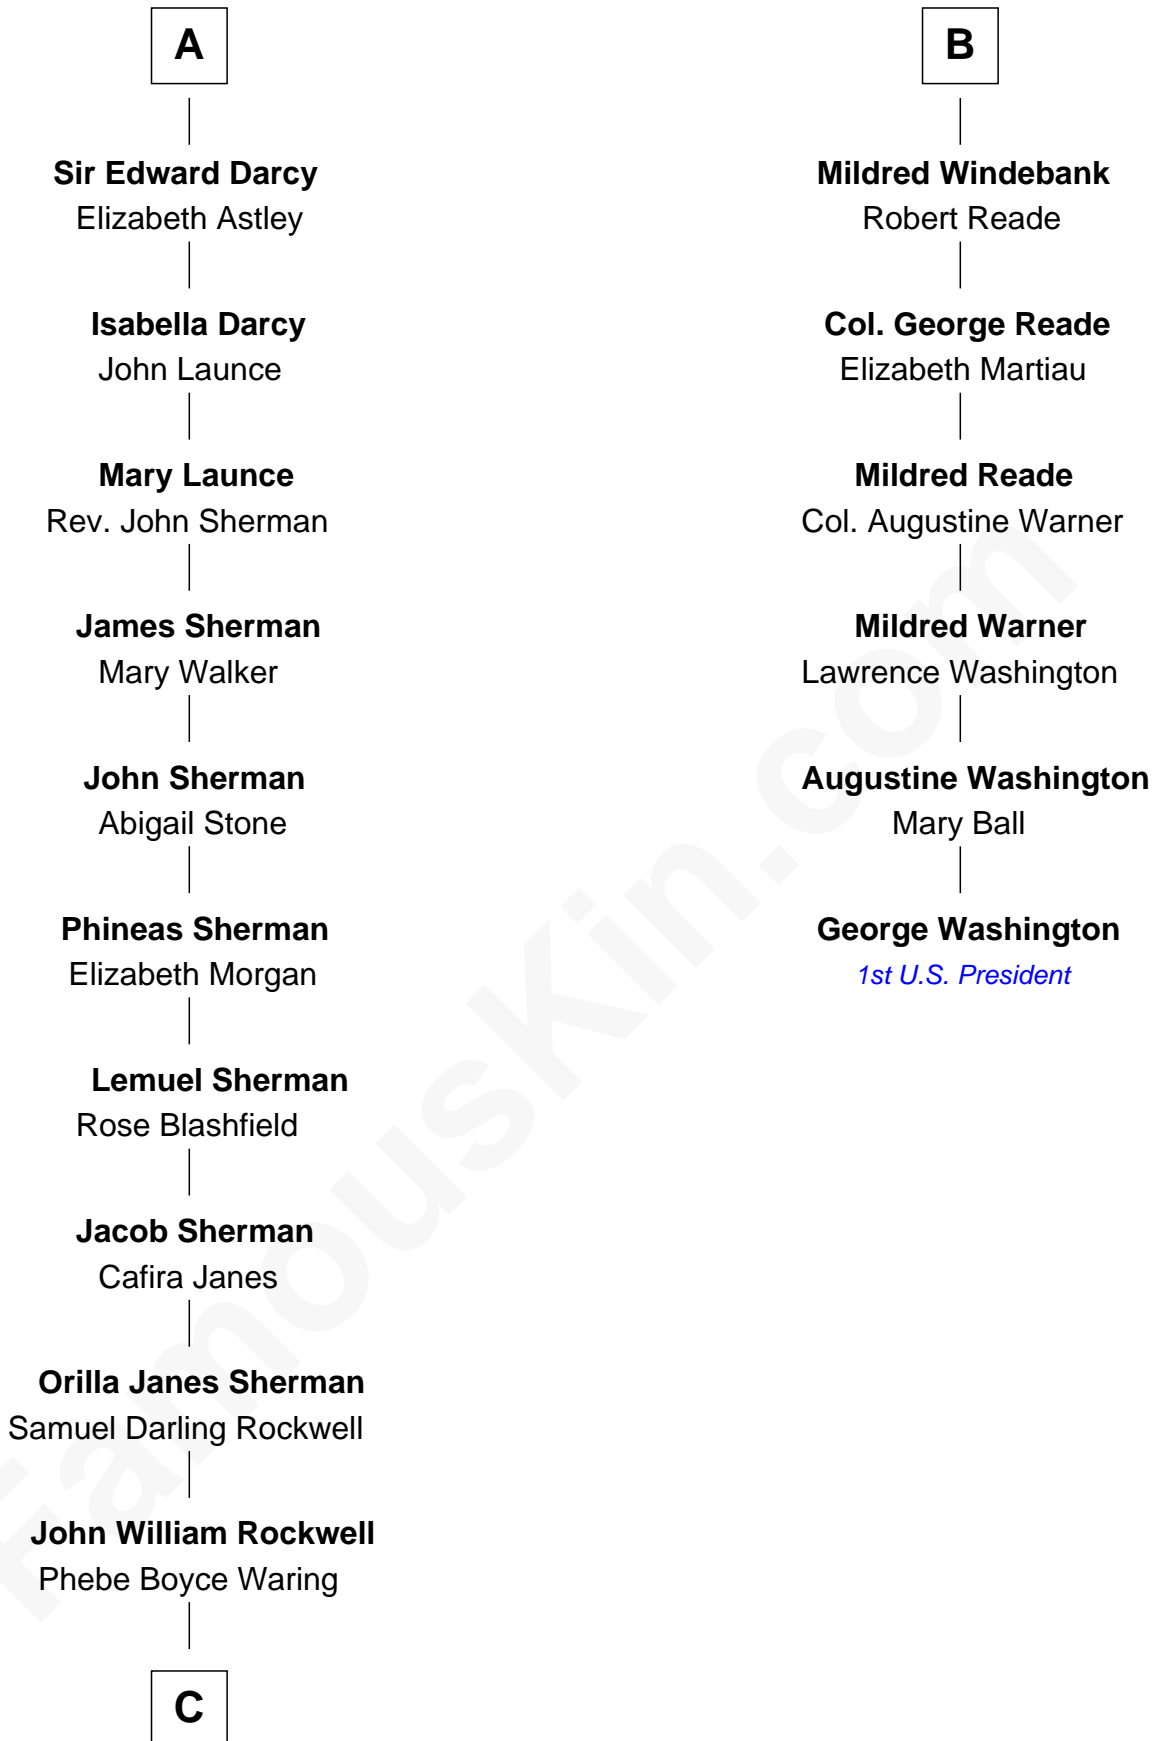 A
Sir Edward Darcy
Elizabeth Astley
Isabella Darcy
John Launce
Mary Launce
Rev. John Sherman
James Sherman
Mary Walker
John Sherman
Abigail Stone
Phineas Sherman
Elizabeth Morgan
Lemuel Sherman
Rose Blashfield
Jacob Sherman
Cafira Janes
Orilla Janes Sherman
Samuel Darling Rockwell
John William Rockwell
Phebe Boyce Waring
C
B
Mildred Windebank
Robert Reade
Col. George Reade
Elizabeth Martiau
Mildred Reade
Col. Augustine Warner
Mildred Warner
Lawrence Washington
Augustine Washington
Mary Ball
George Washington
1st U.S. President
FamousKin.com